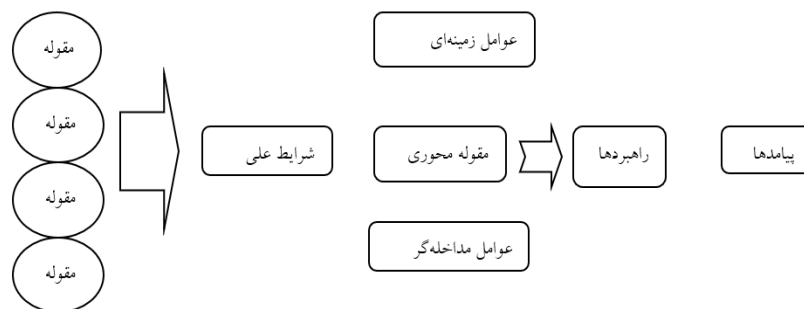 مقوله
مقوله
مقوله
مقوله
شرایط علی
عوامل زمینه‌ای
مقوله محوری
عوامل مداخله‌گر
راهبردها
پیامدها